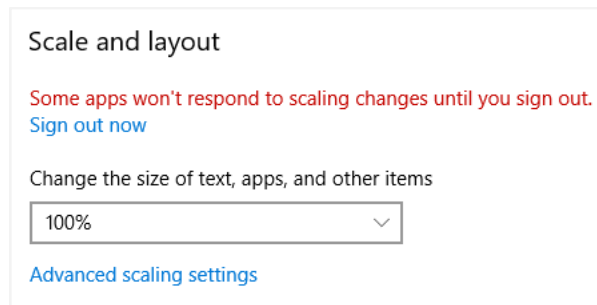 Scale and layout
Some apps won't respond to scaling changes until you sign out.
Sign out now
Change the size of text, apps, and other items
100%
Advanced scaling settings